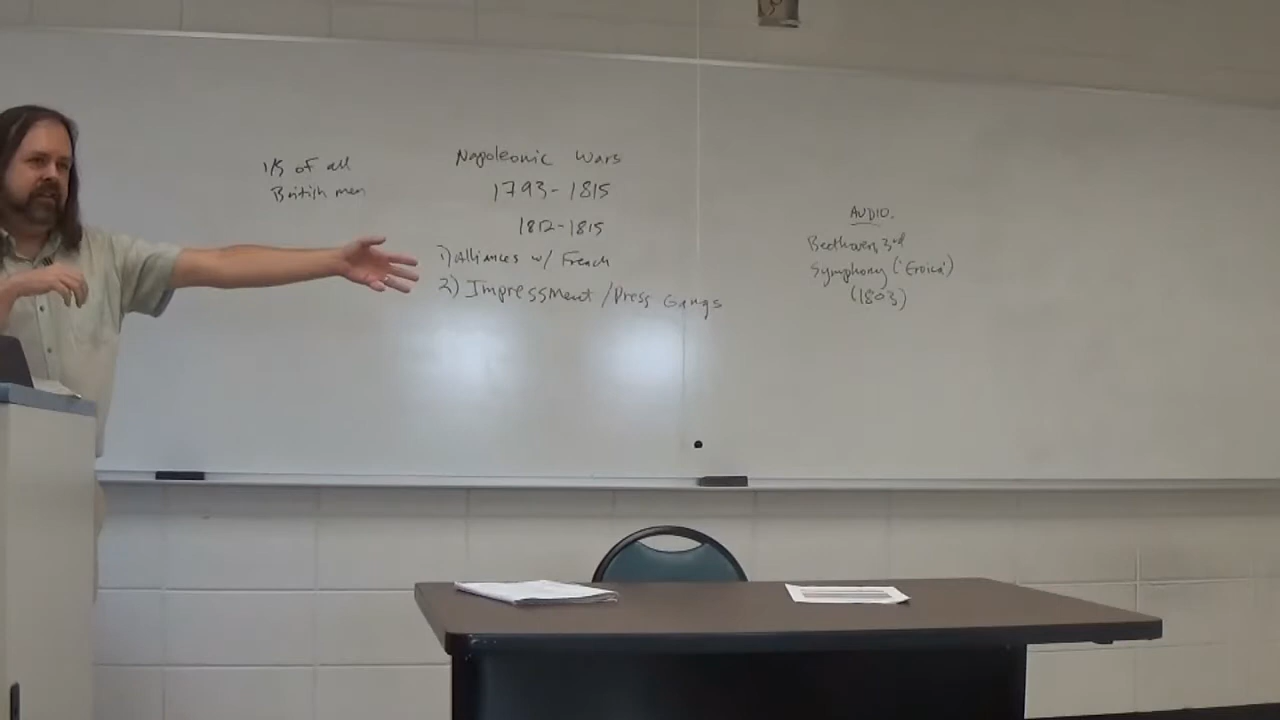 1/5 of all
British men
Napoleonic Wars
1793-1815
1812-1815
1) Alliances w/ French
2) Impressment / Press Gangs
AUDIO.
Beethoven, 3rd
Symphony ('Eroica')
(1803)